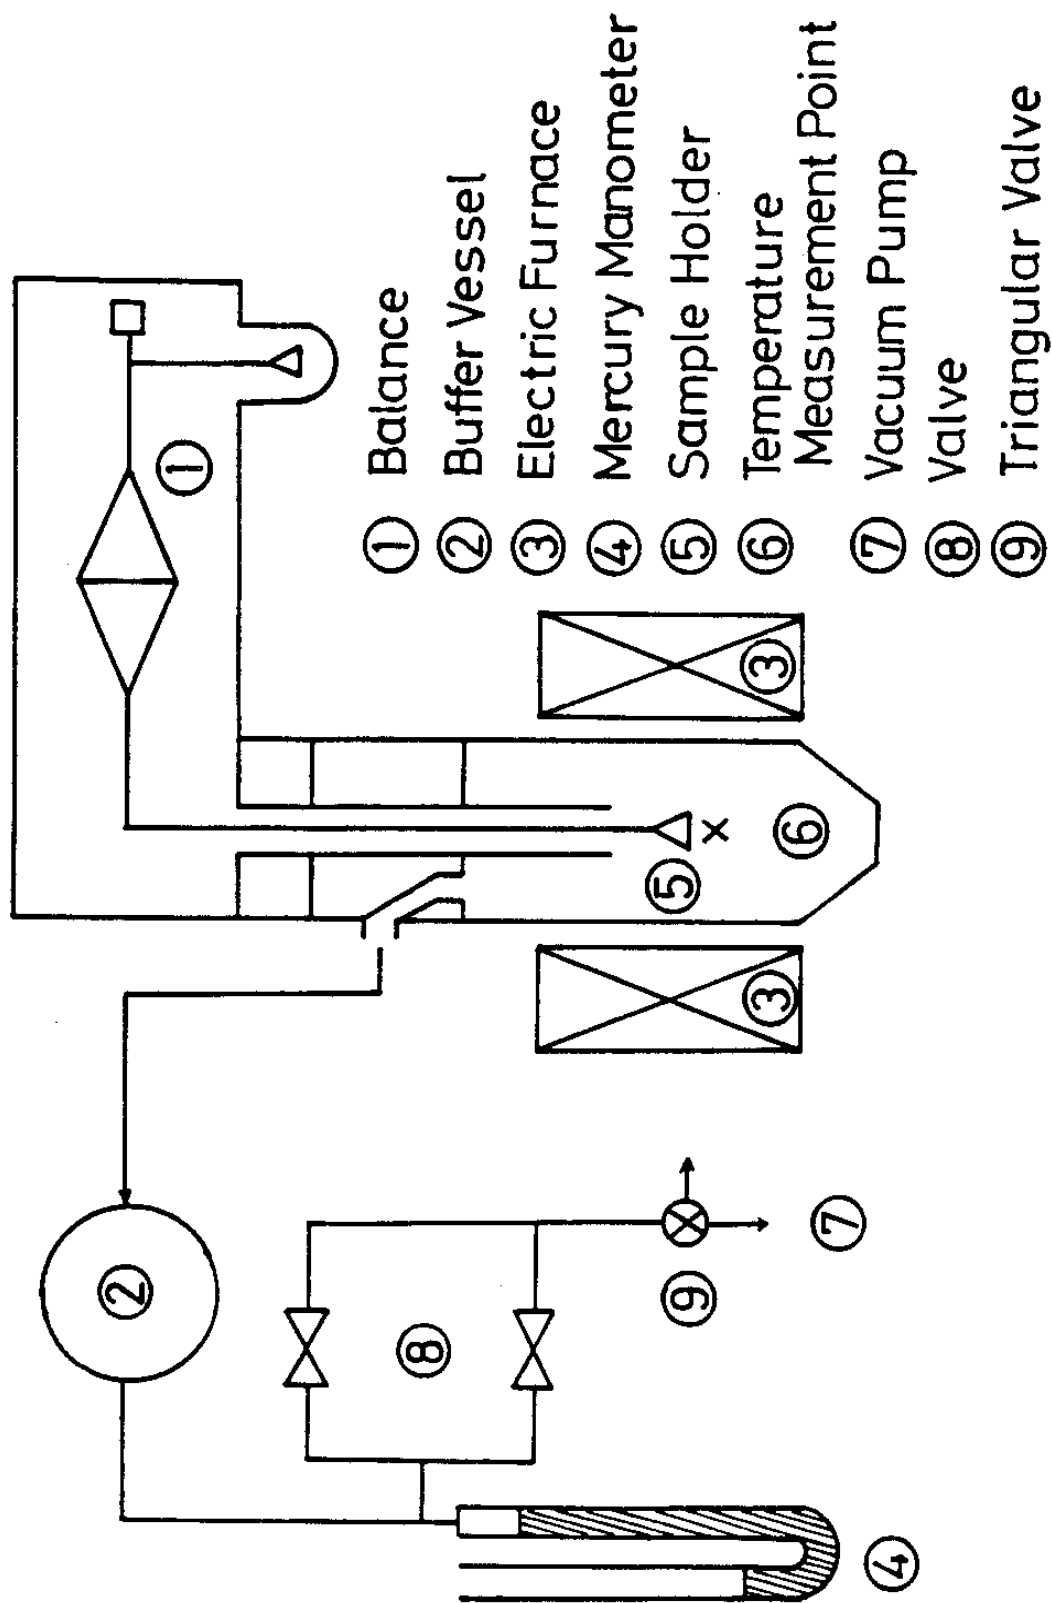 ① Balance
② Buffer Vessel
③ Electric Furnace
④ Mercury Manometer
⑤ Sample Holder
⑥ Temperature
Measurement Point
⑦ Vacuum Pump
⑧ Valve
⑨ Triangular Valve
①
②
③
③
④
⑤
x
⑥
⑦
⑧
⑨